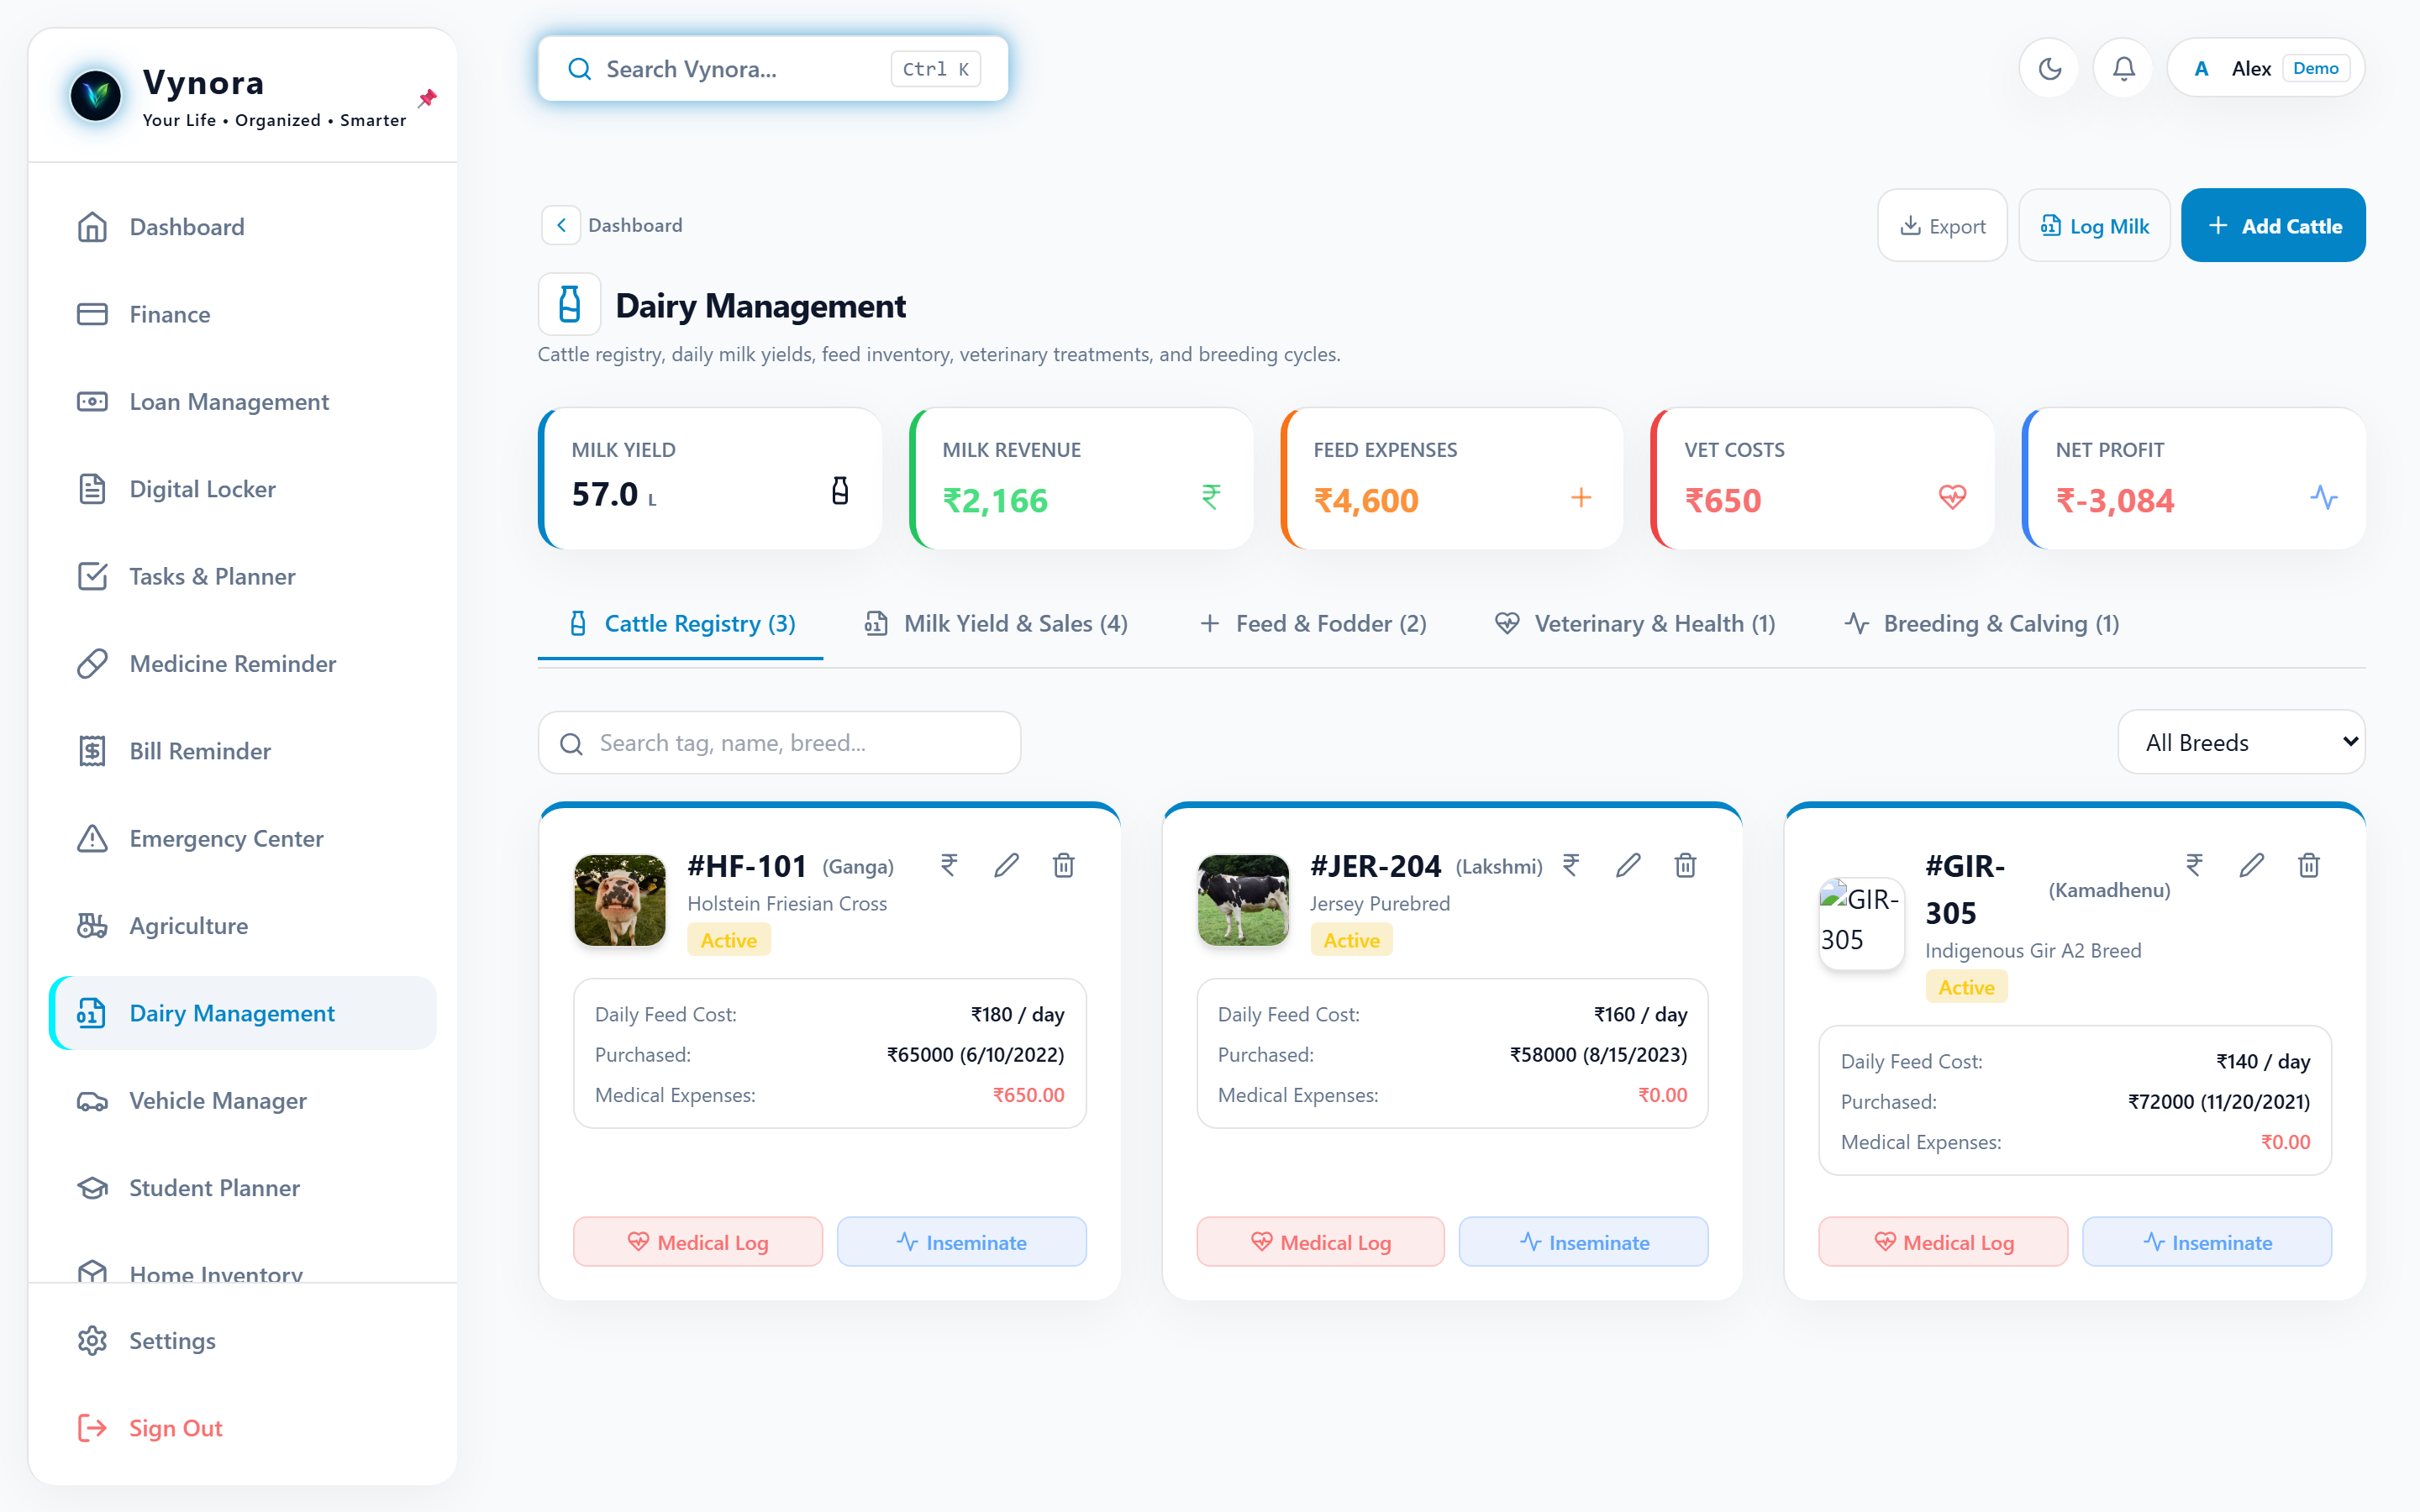 Vynora
Your Life • Organized • Smarter
Dashboard
Finance
Loan Management
Digital Locker
Tasks & Planner
Medicine Reminder
Bill Reminder
Emergency Center
Agriculture
Dairy Management
Vehicle Manager
Student Planner
Home Inventory
Settings
Sign Out
Search Vynora...
Ctrl K
A Alex Demo
Dashboard
Export
Log Milk
Add Cattle
Dairy Management
Cattle registry, daily milk yields, feed inventory, veterinary treatments, and breeding cycles.
MILK YIELD
57.0 L
MILK REVENUE
₹2,166
FEED EXPENSES
₹4,600
VET COSTS
₹650
NET PROFIT
₹-3,084
Cattle Registry (3)
Milk Yield & Sales (4)
Feed & Fodder (2)
Veterinary & Health (1)
Breeding & Calving (1)
Search tag, name, breed...
All Breeds
#HF-101 (Ganga)
Holstein Friesian Cross
Active
Daily Feed Cost: ₹180 / day
Purchased: ₹65000 (6/10/2022)
Medical Expenses: ₹650.00
Medical Log
Inseminate
#JER-204 (Lakshmi)
Jersey Purebred
Active
Daily Feed Cost: ₹160 / day
Purchased: ₹58000 (8/15/2023)
Medical Expenses: ₹0.00
Medical Log
Inseminate
GIR-
305
#GIR-
305
(Kamadhenu)
Indigenous Gir A2 Breed
Active
Daily Feed Cost: ₹140 / day
Purchased: ₹72000 (11/20/2021)
Medical Expenses: ₹0.00
Medical Log
Inseminate